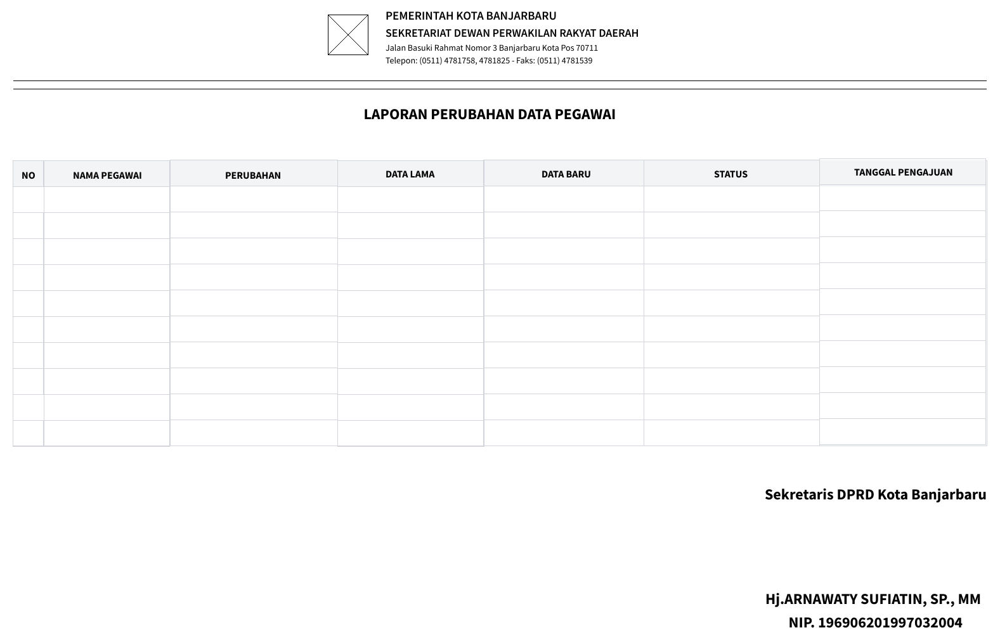 PEMERINTAH KOTA BANJARBARU
SEKRETARIAT DEWAN PERWAKILAN RAKYAT DAERAH
Jalan Basuki Rahmat Nomor 3 Banjarbaru Kota Pos 70711
Telepon: (0511) 4781758, 4781825 - Faks: (0511) 4781539
LAPORAN PERUBAHAN DATA PEGAWAI
NO NAMA PEGAWAI PERUBAHAN DATA LAMA DATA BARU STATUS TANGGAL PENGAJUAN
Sekretaris DPRD Kota Banjarbaru
Hj.ARNAWATY SUFIATIN, SP., MM
NIP. 196906201997032004